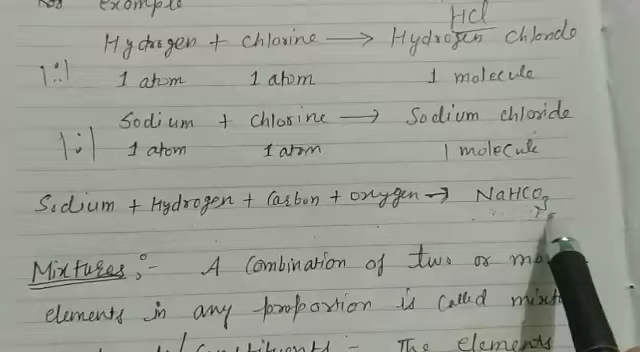 example
HCl
Hydrogen + chlorine → Hydrogen chloride
1:1 1 atom 1 atom 1 molecule
Sodium + chlorine → Sodium chloride
1:1 1 atom 1 atom 1 molecule
Sodium + Hydrogen + Carbon + oxygen → NaHCO3
Mixtures :- A combination of two or
elements in any proportion is called
Constituents :- The elements